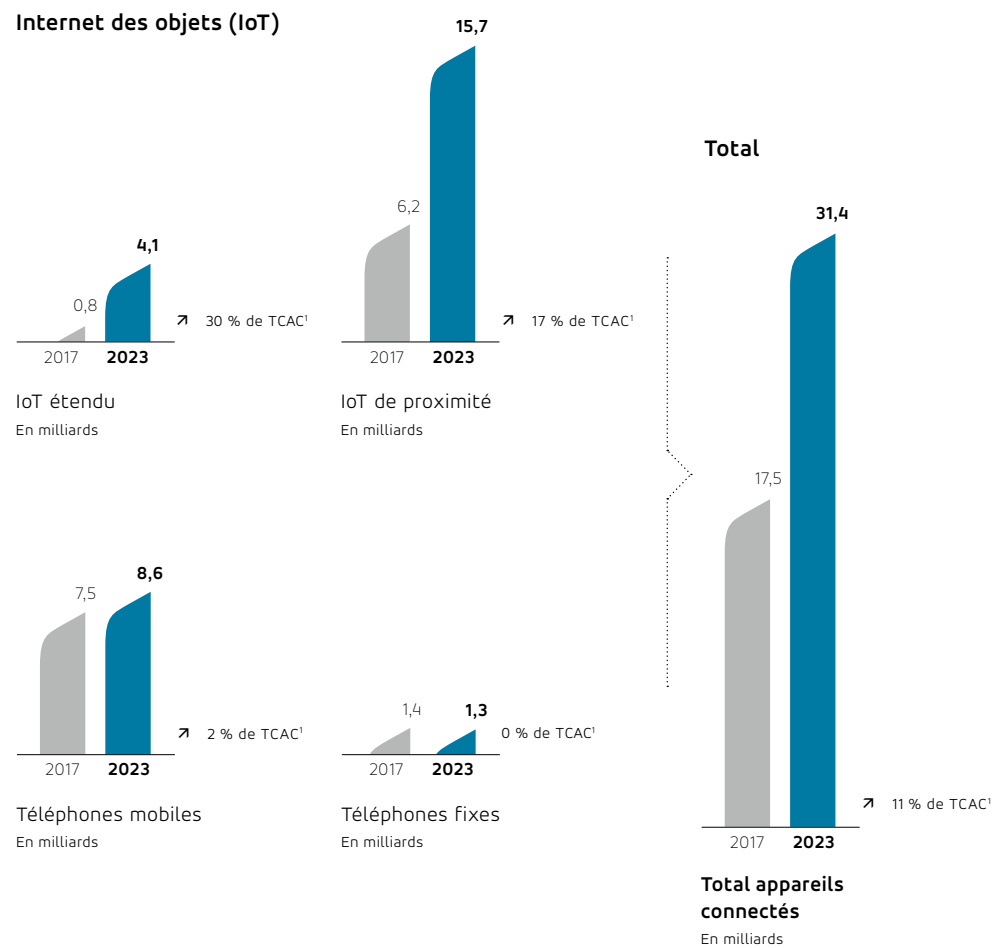 Internet des objets (IoT)
0,8
4,1
30 % de TCAC¹
2017
2023
IoT étendu
En milliards
6,2
15,7
17 % de TCAC¹
2017
2023
IoT de proximité
En milliards
7,5
8,6
2 % de TCAC¹
2017
2023
Téléphones mobiles
En milliards
1,4
1,3
0 % de TCAC¹
2017
2023
Téléphones fixes
En milliards
Total
17,5
31,4
11 % de TCAC¹
2017
2023
Total appareils
connectés
En milliards